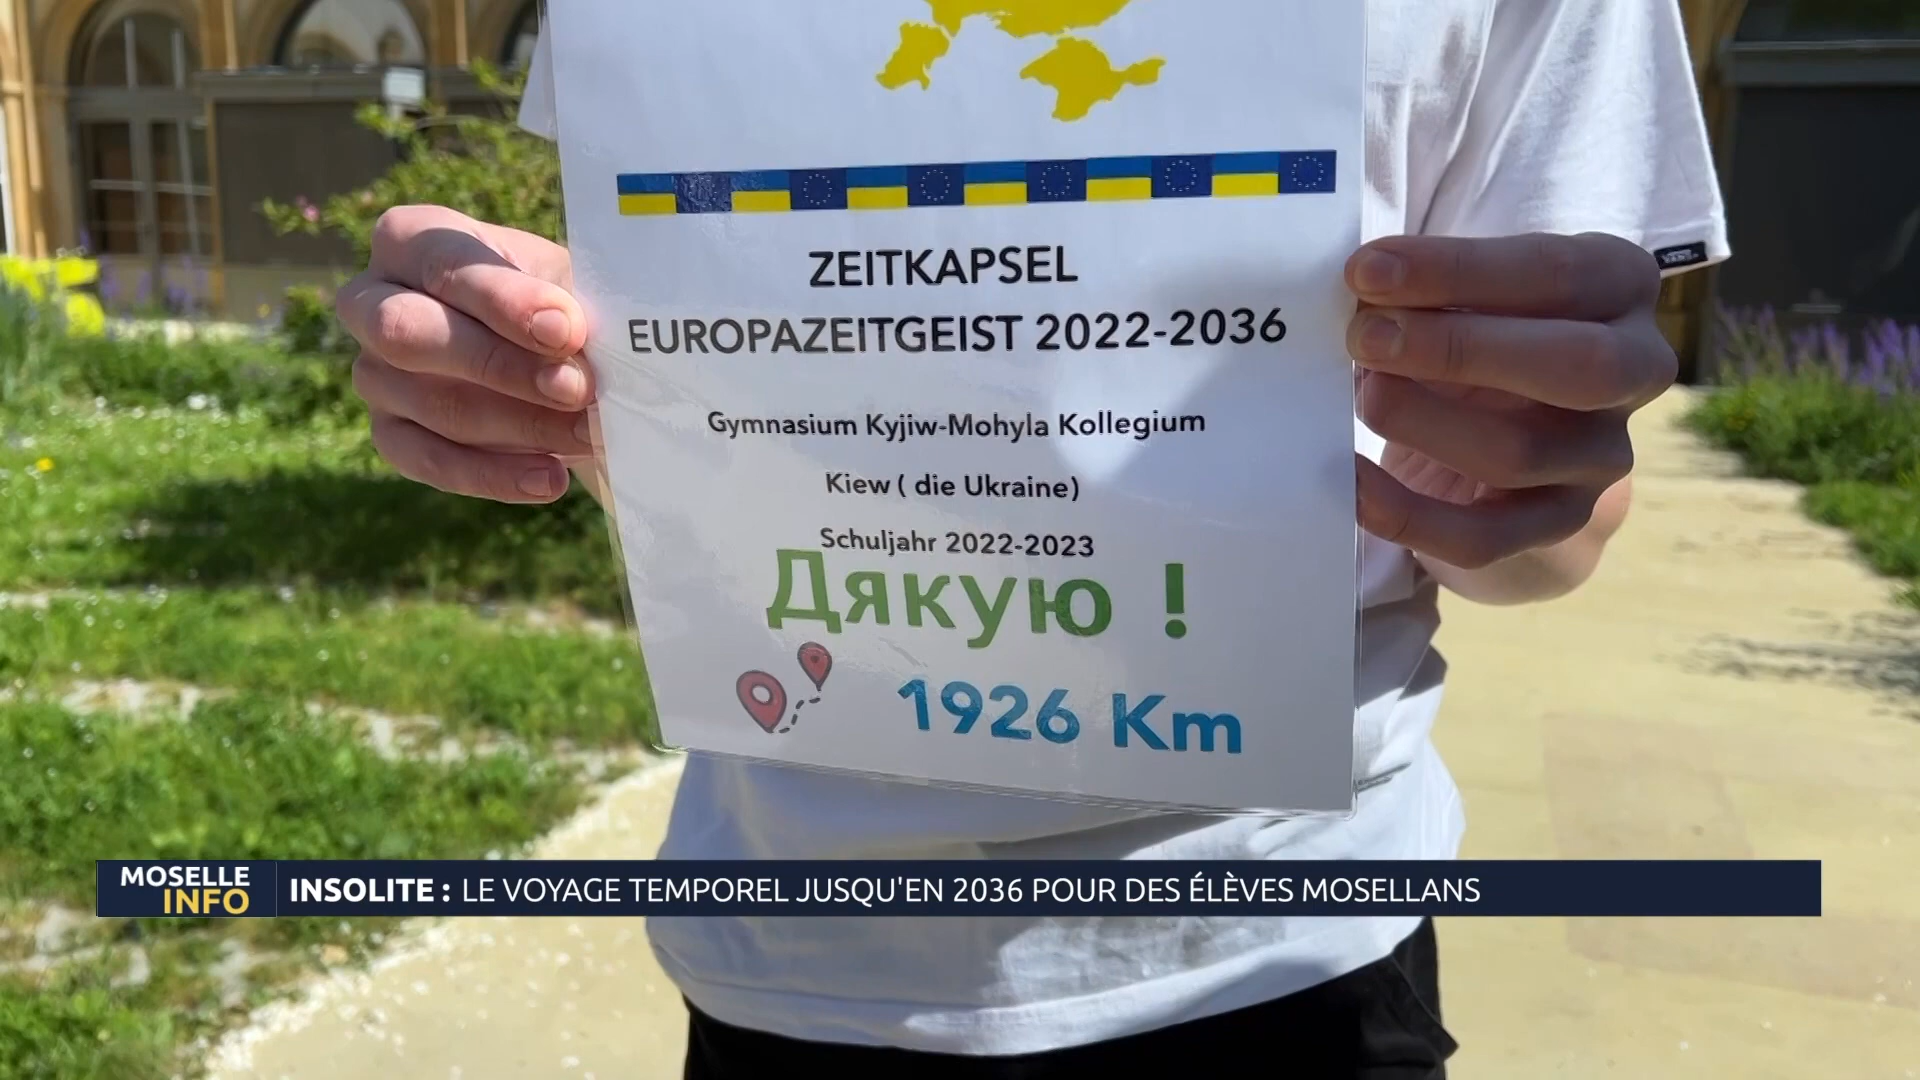 ZEITKAPSEL
EUROPAZEITGEIST 2022-2036
Gymnasium Kyjiw-Mohyla Kollegium
Kiew ( die Ukraine)
Schuljahr 2022-2023
Дякую !
1926 Km
MOSELLE
INFO
INSOLITE : LE VOYAGE TEMPOREL JUSQU'EN 2036 POUR DES ÉLÈVES MOSELLANS